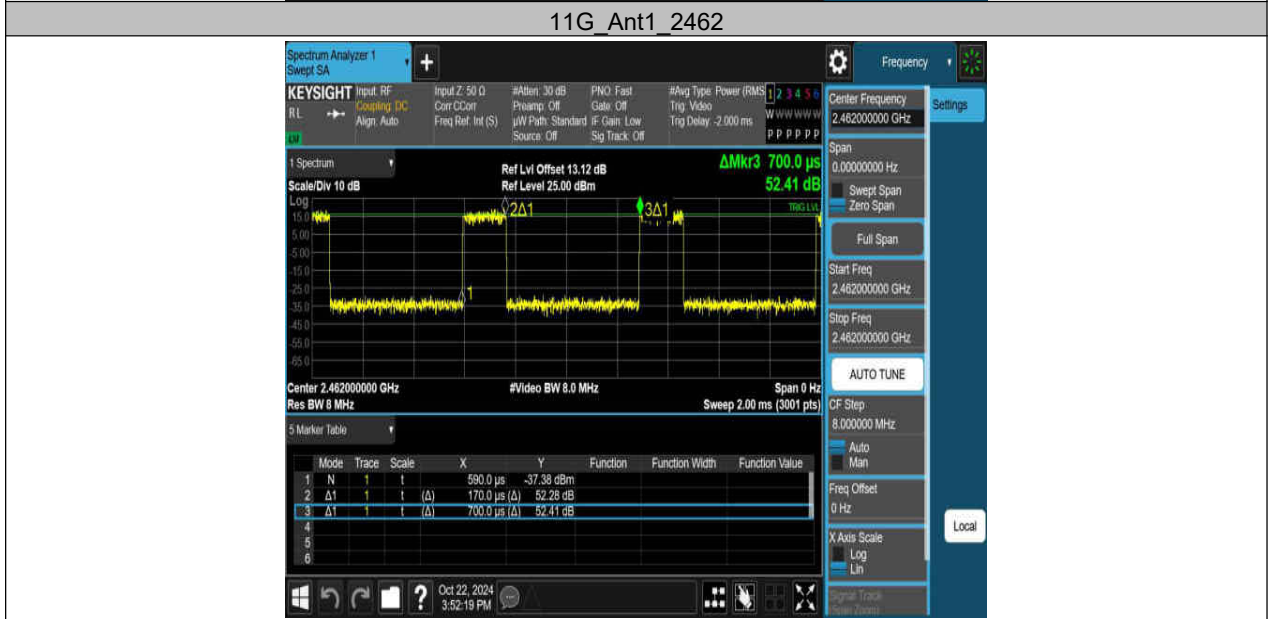 11G_Ant1_2462
Spectrum Analyzer 1
Swept SA
+
Frequency
KEYSIGHT
RL
Input: RF
Coupling: DC
Align: Auto
Input Z: 50 Ω
Corr CCorr
Freq Ref: Int (S)
#Atten: 30 dB
Preamp: Off
µW Path: Standard
Source: Off
PNO: Fast
Gate: Off
IF Gain: Low
Sig Track: Off
#Avg Type: Power (RMS
Trig: Video
Trig Delay: -2.000 ms
1 2 3 4 5 6
W W W W W W
P P P P P P
Center Frequency
2.462000000 GHz
Settings
Span
0.00000000 Hz
Swept Span
Zero Span
Full Span
Start Freq
2.462000000 GHz
Stop Freq
2.462000000 GHz
AUTO TUNE
CF Step
8.000000 MHz
Auto
Man
Freq Offset
0 Hz
X Axis Scale
Log
Lin
Signal Track
(Span Zoom)
Local
1 Spectrum
Scale/Div 10 dB
Ref Lvl Offset 13.12 dB
Ref Level 25.00 dBm
ΔMkr3 700.0 µs
52.41 dB
Log
15.0
5.00
-5.00
-15.0
-25.0
-35.0
-45.0
-55.0
-65.0
2Δ1
3Δ1
TRIG LVL
1
Center 2.462000000 GHz
Res BW 8 MHz
#Video BW 8.0 MHz
Span 0 Hz
Sweep 2.00 ms (3001 pts)
5 Marker Table
Mode Trace Scale X Y Function Function Width Function Value
1 N 1 t 590.0 µs -37.38 dBm
2 Δ1 1 t (Δ) 170.0 µs (Δ) 52.28 dB
3 Δ1 1 t (Δ) 700.0 µs (Δ) 52.41 dB
4
5
6
?
Oct 22, 2024
3:52:19 PM